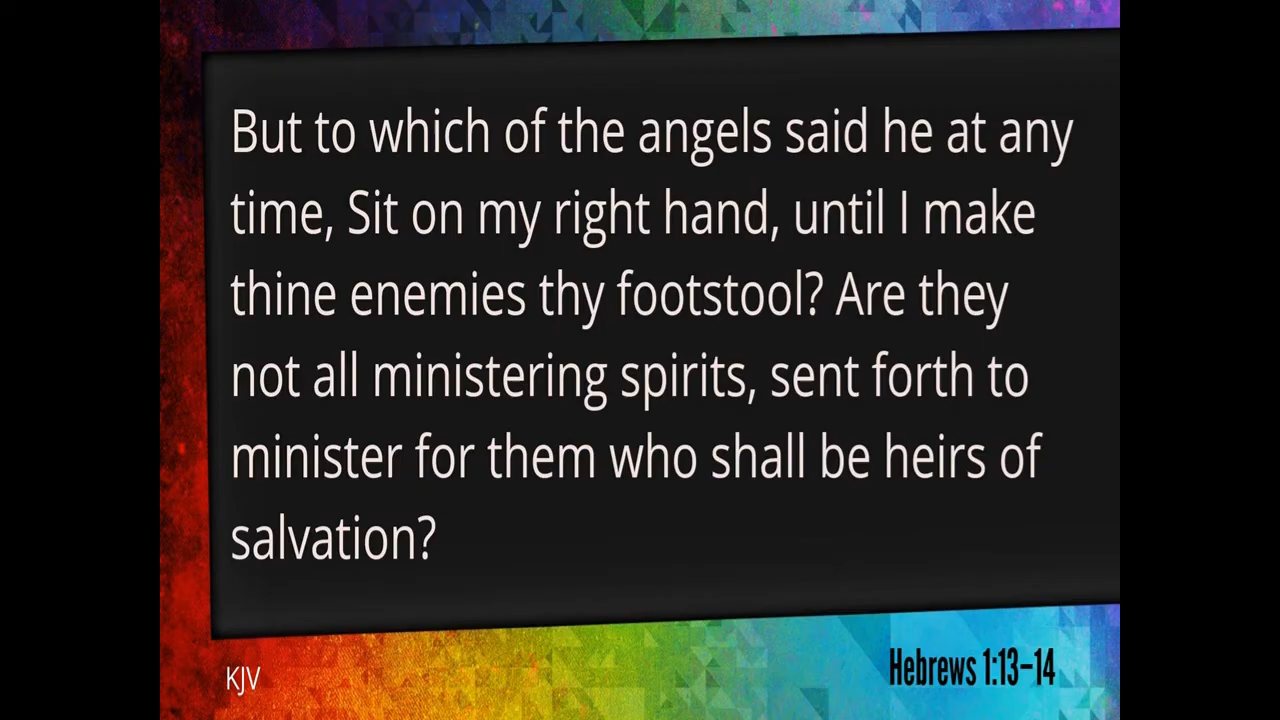 But to which of the angels said he at any
time, Sit on my right hand, until I make
thine enemies thy footstool? Are they
not all ministering spirits, sent forth to
minister for them who shall be heirs of
salvation?
KJV
Hebrews 1:13–14